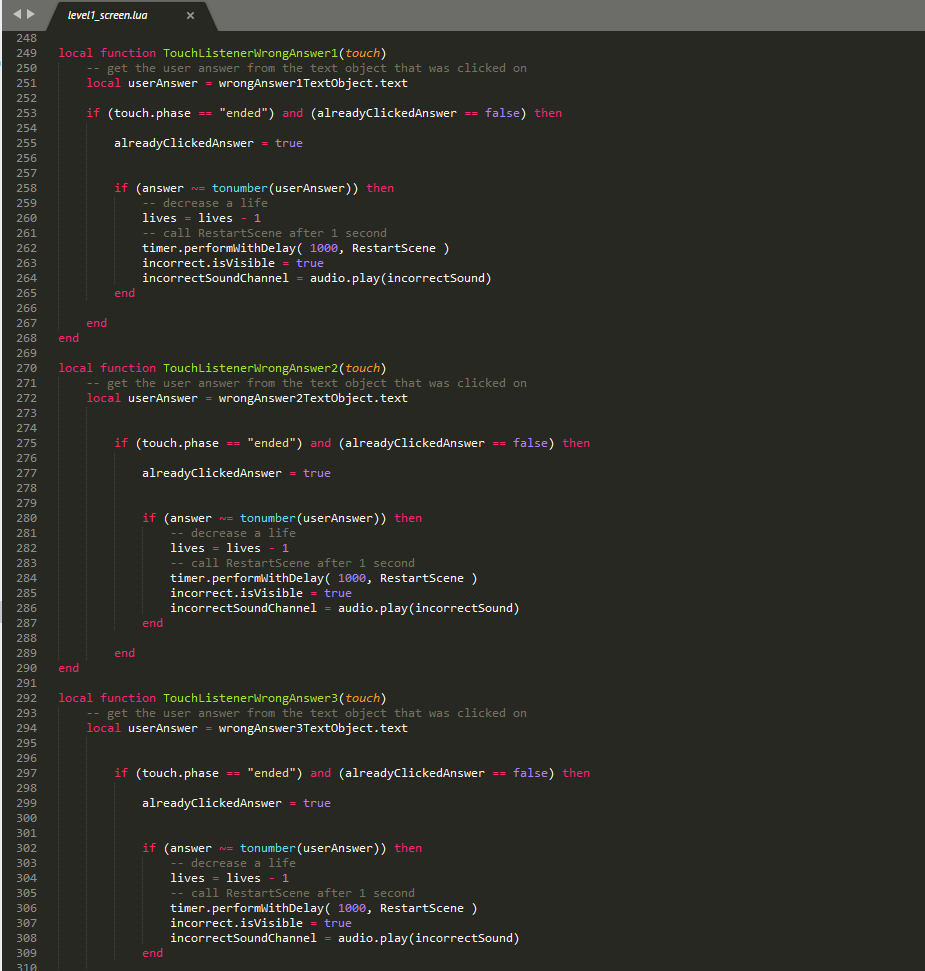 level1_screen.lua ×
248
249 local function TouchListenerWrongAnswer1(touch)
250     -- get the user answer from the text object that was clicked on
251     local userAnswer = wrongAnswer1TextObject.text
252
253     if (touch.phase == "ended") and (alreadyClickedAnswer == false) then
254
255         alreadyClickedAnswer = true
256
257
258         if (answer ~= tonumber(userAnswer)) then
259             -- decrease a life
260             lives = lives - 1
261             -- call RestartScene after 1 second
262             timer.performWithDelay( 1000, RestartScene )
263             incorrect.isVisible = true
264             incorrectSoundChannel = audio.play(incorrectSound)
265         end
266
267     end
268 end
269
270 local function TouchListenerWrongAnswer2(touch)
271     -- get the user answer from the text object that was clicked on
272     local userAnswer = wrongAnswer2TextObject.text
273
274
275         if (touch.phase == "ended") and (alreadyClickedAnswer == false) then
276
277             alreadyClickedAnswer = true
278
279
280             if (answer ~= tonumber(userAnswer)) then
281                 -- decrease a life
282                 lives = lives - 1
283                 -- call RestartScene after 1 second
284                 timer.performWithDelay( 1000, RestartScene )
285                 incorrect.isVisible = true
286                 incorrectSoundChannel = audio.play(incorrectSound)
287             end
288
289         end
290 end
291
292 local function TouchListenerWrongAnswer3(touch)
293     -- get the user answer from the text object that was clicked on
294     local userAnswer = wrongAnswer3TextObject.text
295
296
297         if (touch.phase == "ended") and (alreadyClickedAnswer == false) then
298
299             alreadyClickedAnswer = true
300
301
302             if (answer ~= tonumber(userAnswer)) then
303                 -- decrease a life
304                 lives = lives - 1
305                 -- call RestartScene after 1 second
306                 timer.performWithDelay( 1000, RestartScene )
307                 incorrect.isVisible = true
308                 incorrectSoundChannel = audio.play(incorrectSound)
309             end
310